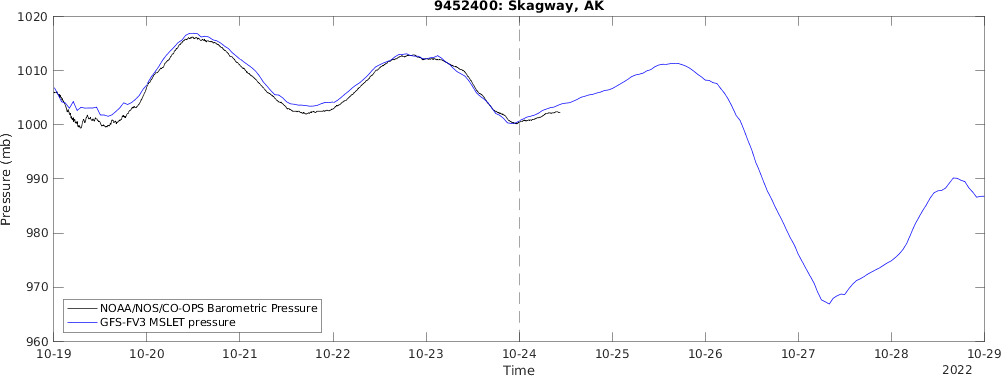 9452400: Skagway, AK
1020
1010
1000
990
980
970
960
Pressure (mb)
NOAA/NOS/CO-OPS Barometric Pressure
GFS-FV3 MSLET pressure
10-19 10-20 10-21 10-22 10-23 10-24 10-25 10-26 10-27 10-28 10-29
Time
2022